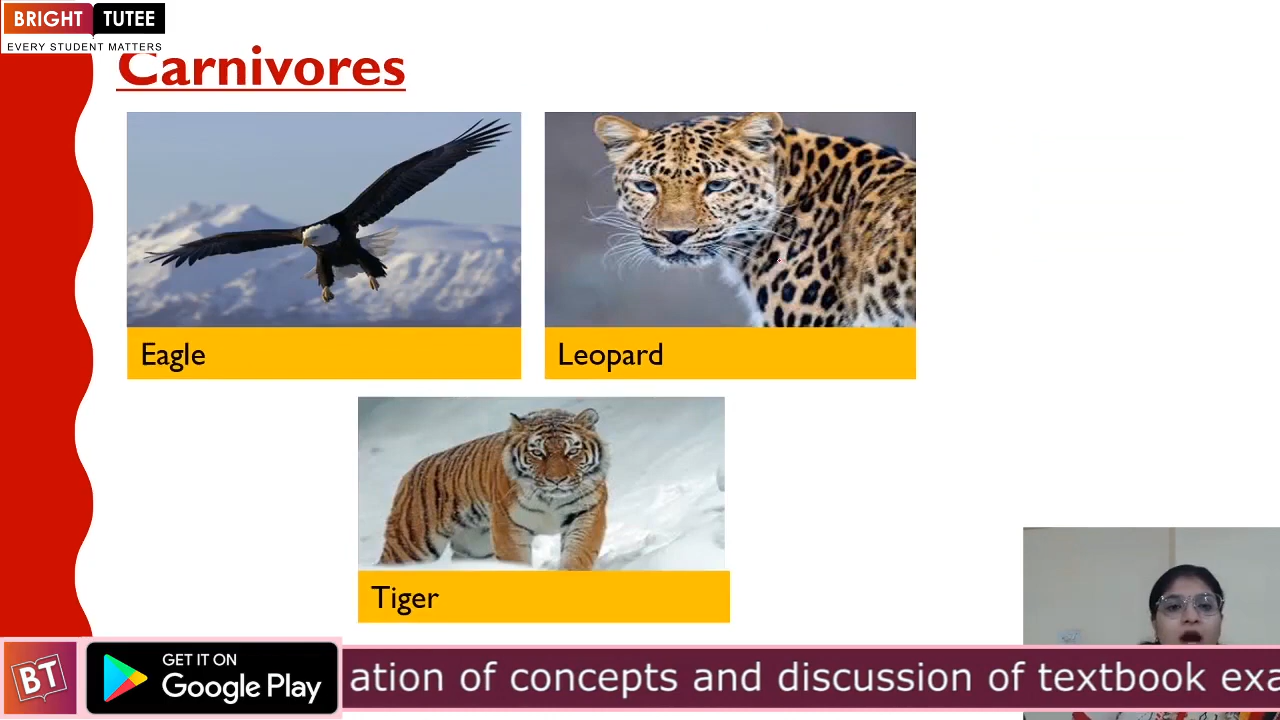 BRIGHT TUTEE
EVERY STUDENT MATTERS
Carnivores
Eagle
Leopard
Tiger
BT
GET IT ON
Google Play
ation of concepts and discussion of textbook exa